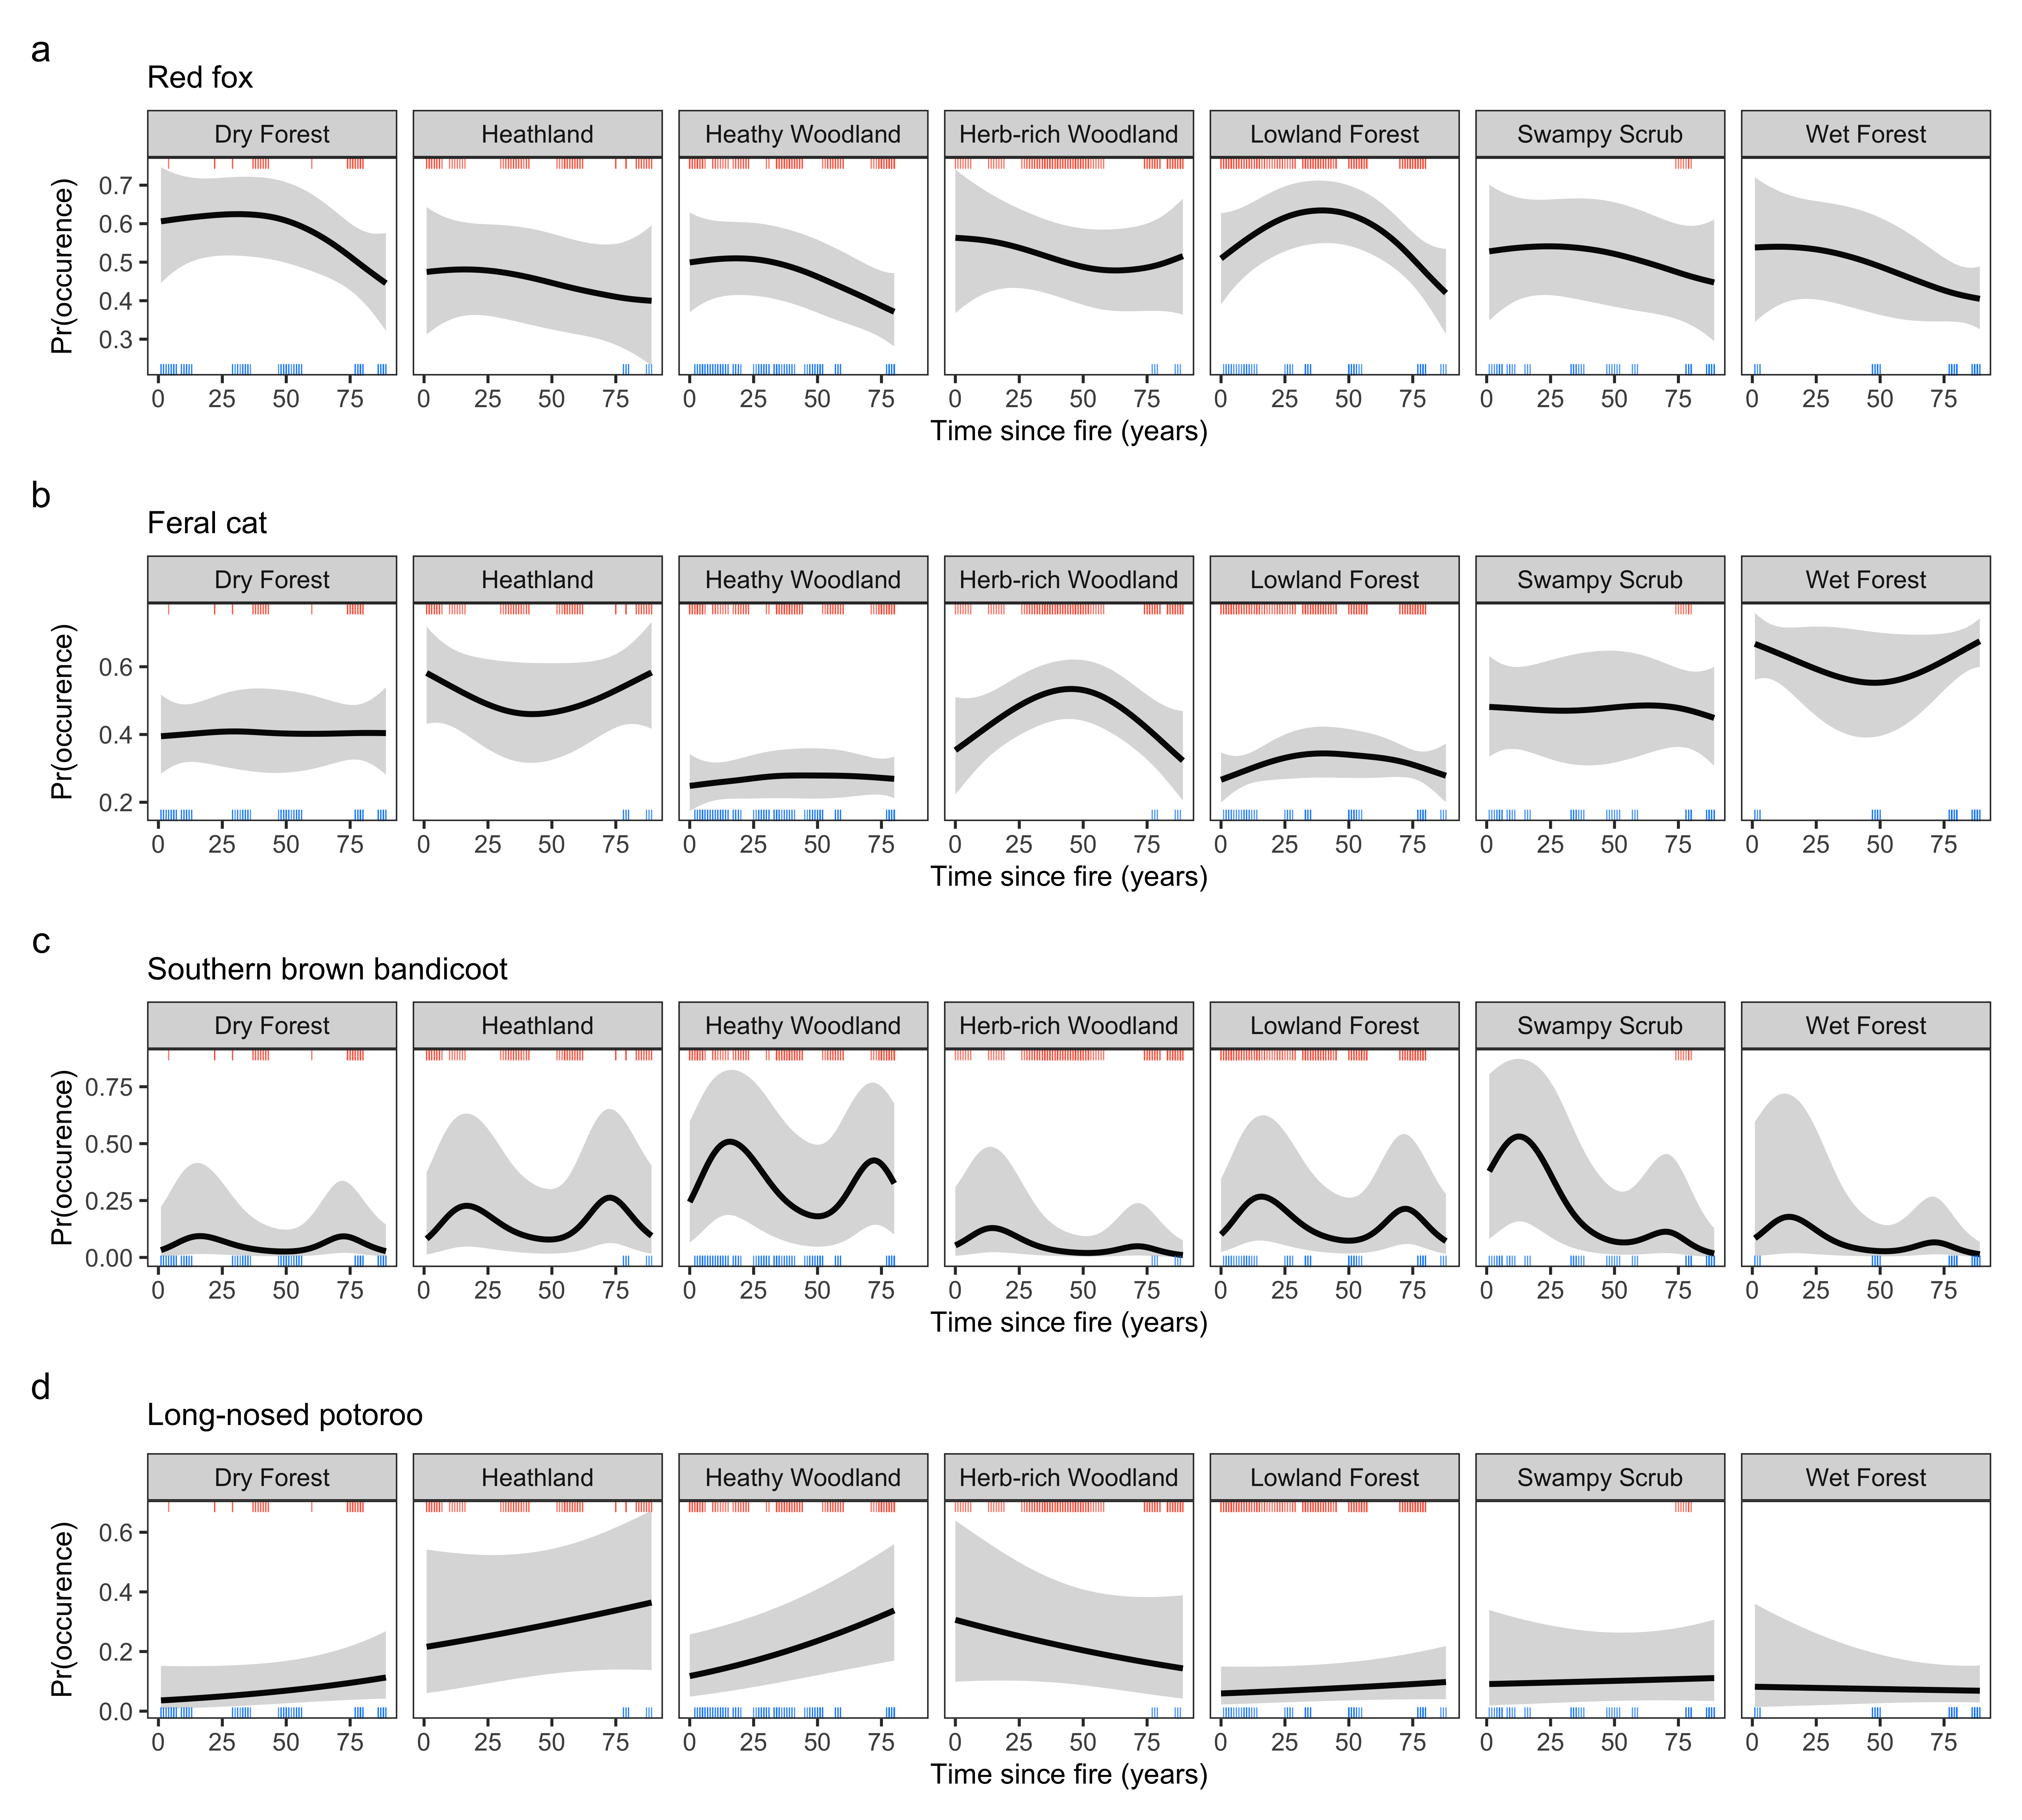 a
Red fox
Dry Forest Heathland Heathy Woodland Herb-rich Woodland Lowland Forest Swampy Scrub Wet Forest
Pr(occurence)
0.7
0.6
0.5
0.4
0.3
0 25 50 75 0 25 50 75 0 25 50 75 0 25 50 75 0 25 50 75 0 25 50 75 0 25 50 75
Time since fire (years)
b
Feral cat
Dry Forest Heathland Heathy Woodland Herb-rich Woodland Lowland Forest Swampy Scrub Wet Forest
Pr(occurence)
0.6
0.4
0.2
0 25 50 75 0 25 50 75 0 25 50 75 0 25 50 75 0 25 50 75 0 25 50 75 0 25 50 75
Time since fire (years)
c
Southern brown bandicoot
Dry Forest Heathland Heathy Woodland Herb-rich Woodland Lowland Forest Swampy Scrub Wet Forest
Pr(occurence)
0.75
0.50
0.25
0.00
0 25 50 75 0 25 50 75 0 25 50 75 0 25 50 75 0 25 50 75 0 25 50 75 0 25 50 75
Time since fire (years)
d
Long-nosed potoroo
Dry Forest Heathland Heathy Woodland Herb-rich Woodland Lowland Forest Swampy Scrub Wet Forest
Pr(occurence)
0.6
0.4
0.2
0.0
0 25 50 75 0 25 50 75 0 25 50 75 0 25 50 75 0 25 50 75 0 25 50 75 0 25 50 75
Time since fire (years)